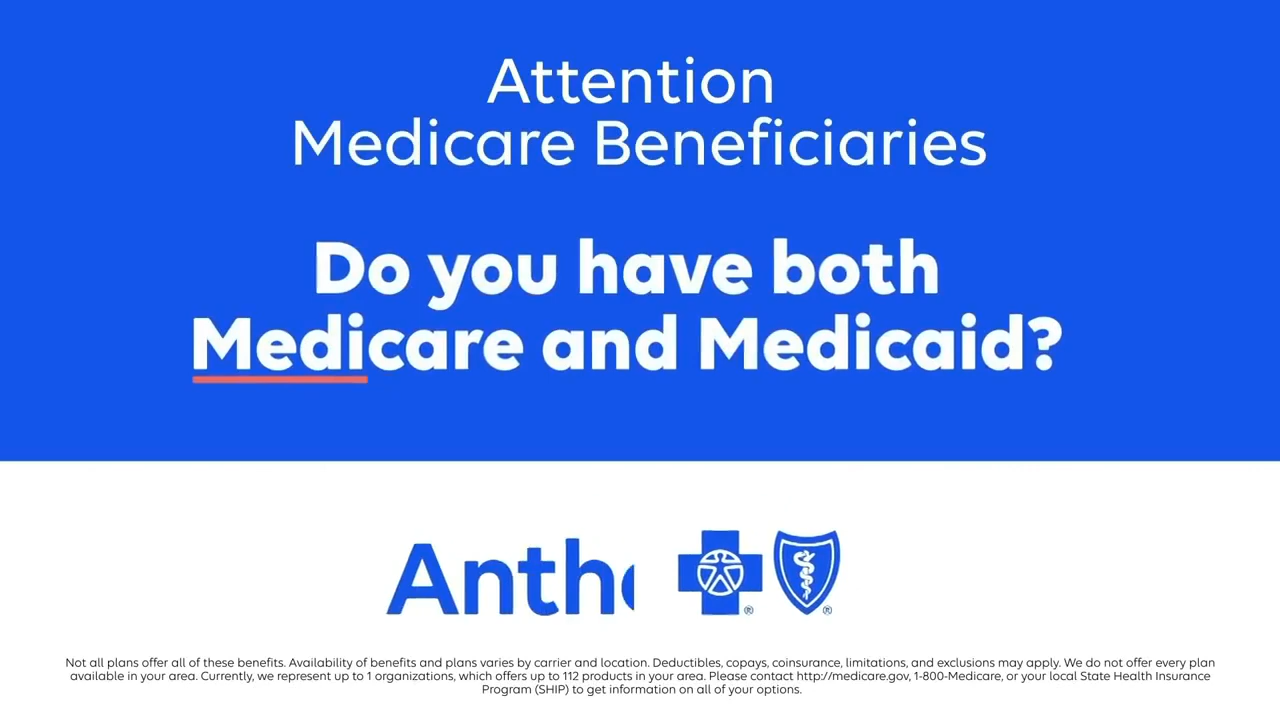 Attention
Medicare Beneficiaries
Do you have both
Medicare and Medicaid?
Anth
Not all plans offer all of these benefits. Availability of benefits and plans varies by carrier and location. Deductibles, copays, coinsurance, limitations, and exclusions may apply. We do not offer every plan
available in your area. Currently, we represent up to 1 organizations, which offers up to 112 products in your area. Please contact http://medicare.gov, 1-800-Medicare, or your local State Health Insurance
Program (SHIP) to get information on all of your options.